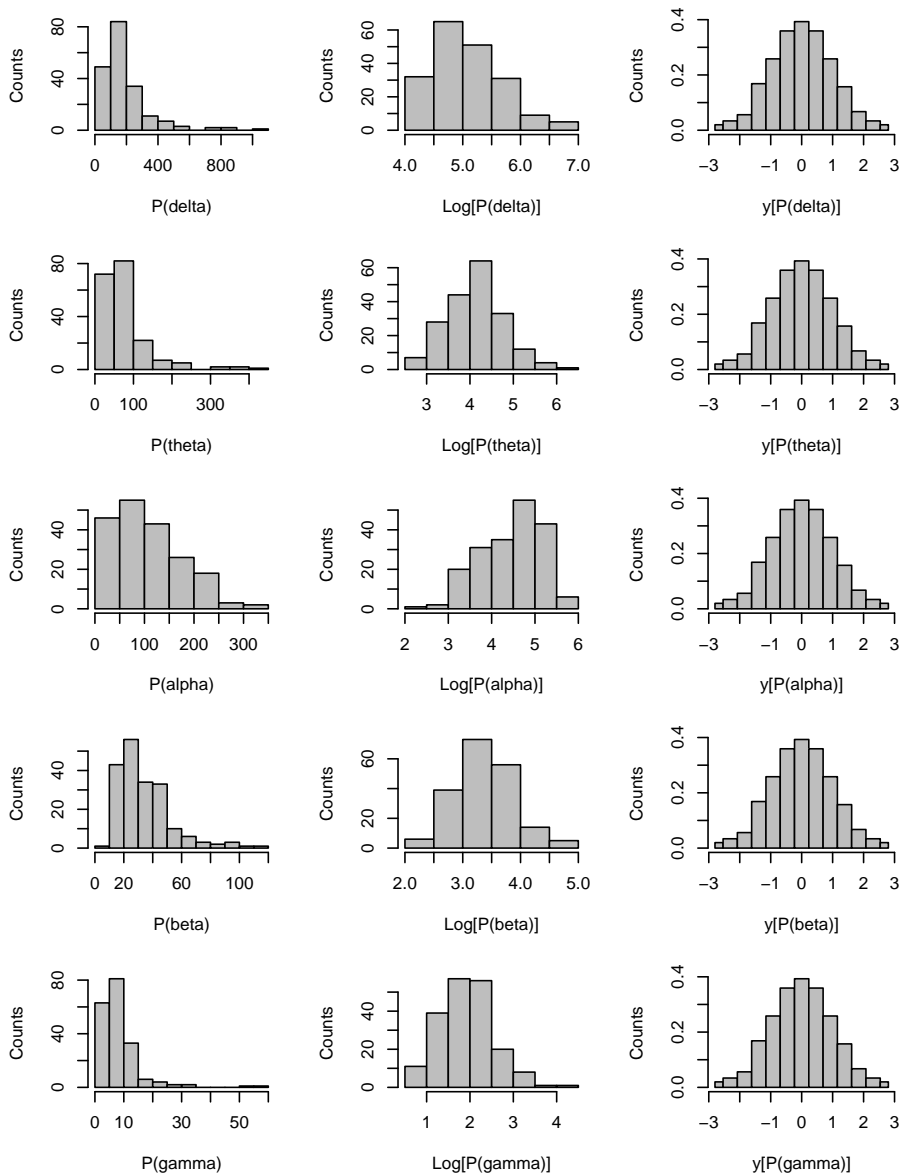 Counts
0 40 80
0 400 800
P(delta)
Counts
0 20 40 60
4.0 5.0 6.0 7.0
Log[P(delta)]
Counts
0.0 0.2 0.4
−3 −1 0 1 2 3
y[P(delta)]
Counts
0 40 80
0 100 300
P(theta)
Counts
0 20 40 60
3 4 5 6
Log[P(theta)]
Counts
0.0 0.2 0.4
−3 −1 0 1 2 3
y[P(theta)]
Counts
0 20 40
0 100 200 300
P(alpha)
Counts
0 20 40
2 3 4 5 6
Log[P(alpha)]
Counts
0.0 0.2 0.4
−3 −1 0 1 2 3
y[P(alpha)]
Counts
0 20 40
0 20 60 100
P(beta)
Counts
0 20 60
2.0 3.0 4.0 5.0
Log[P(beta)]
Counts
0.0 0.2 0.4
−3 −1 0 1 2 3
y[P(beta)]
Counts
0 40 80
0 10 30 50
P(gamma)
Counts
0 20 40
1 2 3 4
Log[P(gamma)]
Counts
0.0 0.2 0.4
−3 −1 0 1 2 3
y[P(gamma)]